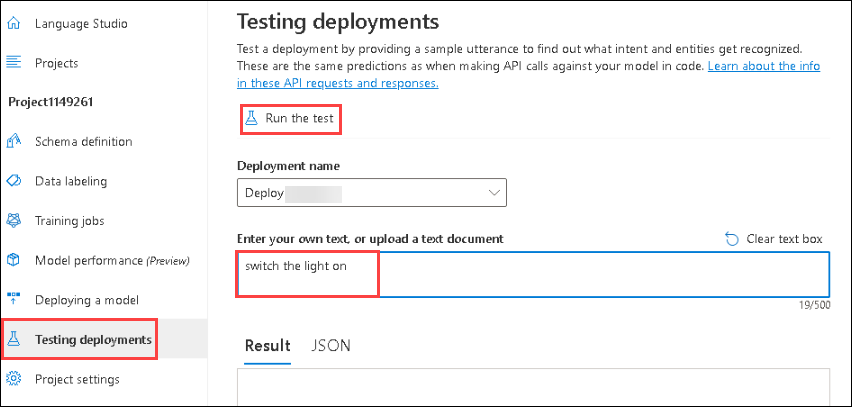 Language Studio
Projects
Project1149261
Schema definition
Data labeling
Training jobs
Model performance (Preview)
Deploying a model
Testing deployments
Project settings
Testing deployments
Test a deployment by providing a sample utterance to find out what intent and entities get recognized.
These are the same predictions as when making API calls against your model in code. Learn about the info
in these API requests and responses.
Run the test
Deployment name
Deploy
Enter your own text, or upload a text document
Clear text box
switch the light on
19/500
Result JSON